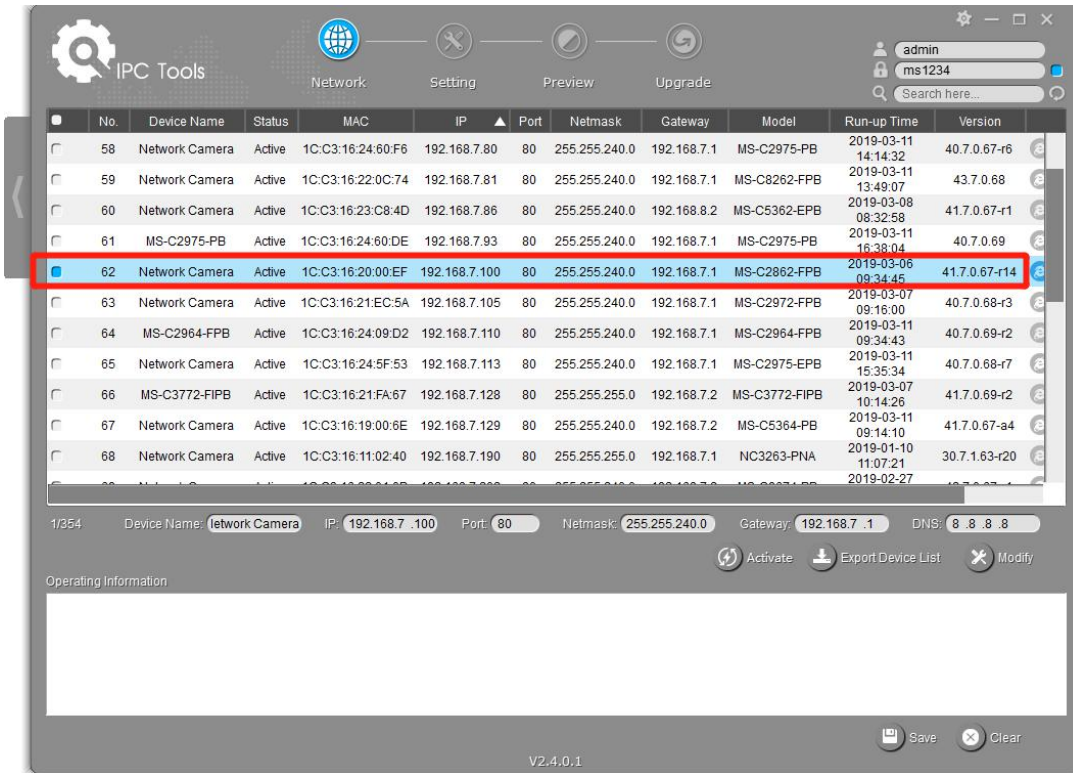 IPC Tools
Network Setting Preview Upgrade
admin
ms1234
Search here...
No. Device Name Status MAC IP Port Netmask Gateway Model Run-up Time Version
58 Network Camera Active 1C:C3:16:24:60:F6 192.168.7.80 80 255.255.240.0 192.168.7.1 MS-C2975-PB 2019-03-11 14:14:32 40.7.0.67-r6
59 Network Camera Active 1C:C3:16:22:0C:74 192.168.7.81 80 255.255.240.0 192.168.7.1 MS-C8262-FPB 2019-03-11 13:49:07 43.7.0.68
60 Network Camera Active 1C:C3:16:23:C8:4D 192.168.7.86 80 255.255.240.0 192.168.8.2 MS-C5362-EPB 2019-03-08 08:32:58 41.7.0.67-r1
61 MS-C2975-PB Active 1C:C3:16:24:60:DE 192.168.7.93 80 255.255.240.0 192.168.7.1 MS-C2975-PB 2019-03-11 16:38:04 40.7.0.69
62 Network Camera Active 1C:C3:16:20:00:EF 192.168.7.100 80 255.255.240.0 192.168.7.1 MS-C2862-FPB 2019-03-06 09:34:45 41.7.0.67-r14
63 Network Camera Active 1C:C3:16:21:EC:5A 192.168.7.105 80 255.255.240.0 192.168.7.1 MS-C2972-FPB 2019-03-07 09:16:00 40.7.0.68-r3
64 MS-C2964-FPB Active 1C:C3:16:24:09:D2 192.168.7.110 80 255.255.240.0 192.168.7.1 MS-C2964-FPB 2019-03-11 09:34:43 40.7.0.69-r2
65 Network Camera Active 1C:C3:16:24:5F:53 192.168.7.113 80 255.255.240.0 192.168.7.1 MS-C2975-EPB 2019-03-11 15:35:34 40.7.0.68-r7
66 MS-C3772-FIPB Active 1C:C3:16:21:FA:67 192.168.7.128 80 255.255.255.0 192.168.7.2 MS-C3772-FIPB 2019-03-07 10:14:26 41.7.0.69-r2
67 Network Camera Active 1C:C3:16:19:00:6E 192.168.7.129 80 255.255.240.0 192.168.7.2 MS-C5364-PB 2019-03-11 09:14:10 41.7.0.67-a4
68 Network Camera Active 1C:C3:16:11:02:40 192.168.7.190 80 255.255.255.0 192.168.7.1 NC3263-PNA 2019-01-10 11:07:21 30.7.1.63-r20
2019-02-27
1/354 Device Name: letwork Camera IP: 192.168.7 .100 Port: 80 Netmask: 255.255.240.0 Gateway: 192.168.7 .1 DNS: 8 .8 .8 .8
Activate Export Device List Modify
Operating Information
Save Clear
V2.4.0.1